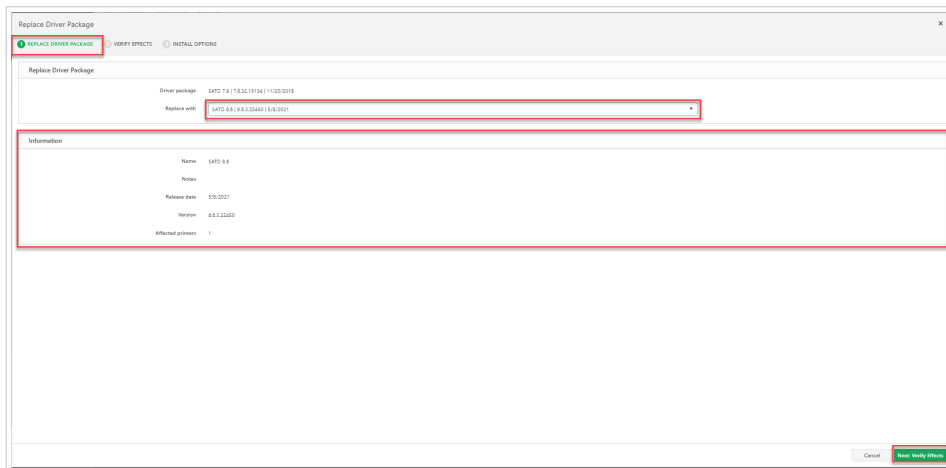 Replace Driver Package
×
1 REPLACE DRIVER PACKAGE 2 VERIFY EFFECTS 3 INSTALL OPTIONS
Replace Driver Package
Driver package SATO 7.8 | 7.8.32.15134 | 11/20/2018
Replace with SATO 8.6 | 8.6.3.22450 | 5/6/2021
Information
Name SATO 8.6
Notes
Release date 5/6/2021
Version 8.6.3.22450
Affected printers
Cancel Next: Verify Effects